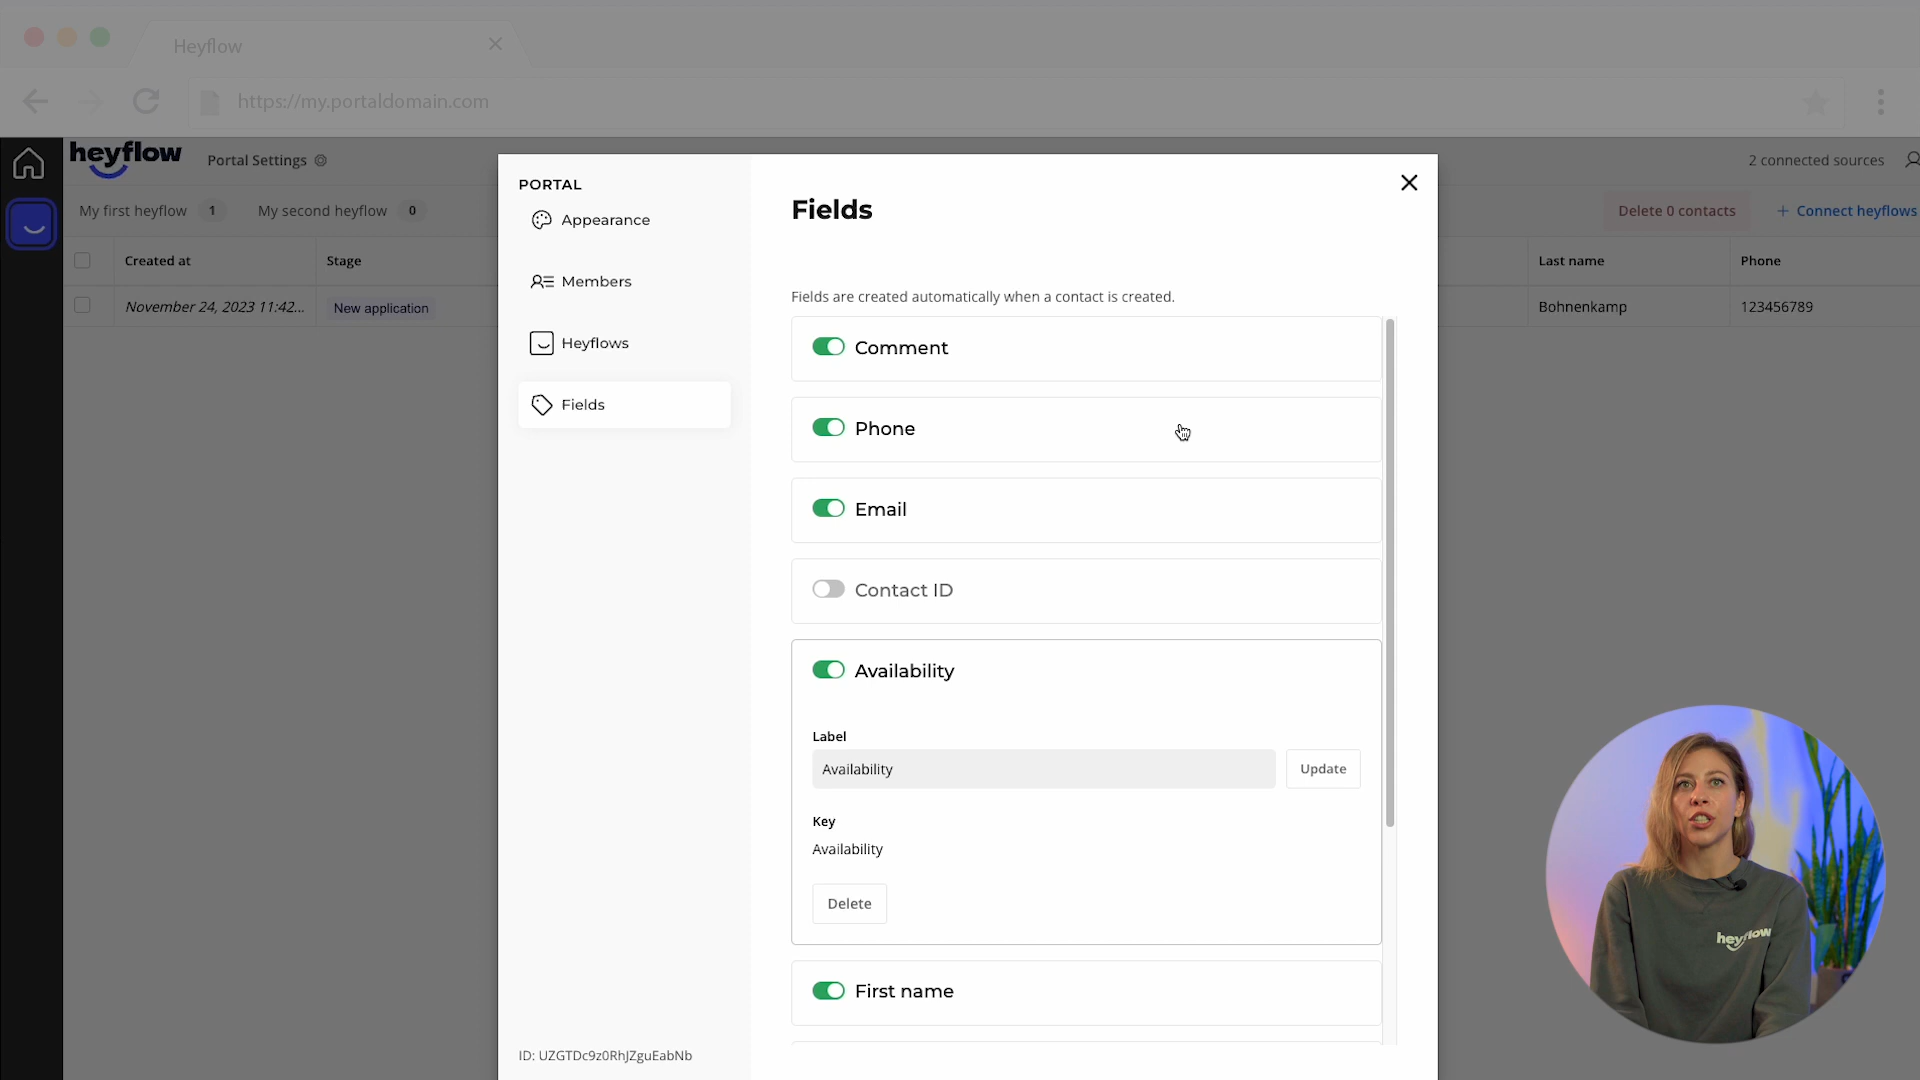 Heyflow
https://my.portaldomain.com
heyflow
Portal Settings
2 connected sources
My first heyflow 1
My second heyflow 0
Delete 0 contacts
+ Connect heyflows
Created at
Stage
Last name
Phone
November 24, 2023 11:42...
New application
Bohnenkamp
123456789
PORTAL
Appearance
Members
Heyflows
Fields
ID: UZGTDc9z0RhJZguEabNb
Fields
Fields are created automatically when a contact is created.
Comment
Phone
Email
Contact ID
Availability
Label
Availability
Update
Key
Availability
Delete
First name
heyflow